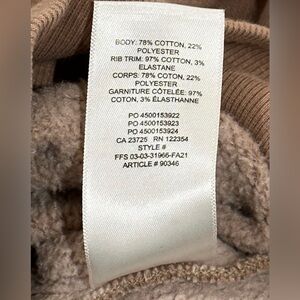 BODY: 78% COTTON, 22%
POLYESTER
RIB TRIM: 97% COTTON, 3%
ELASTANE
CORPS: 78% COTON, 22%
POLYESTER
GARNITURE CÔTELÉE: 97%
COTON, 3% ÉLASTHANNE
PO 4500153922
PO 4500153923
PO 4500153924
CA 23725 RN 122354
STYLE #
FFS 03-03-31966-FA21
ARTICLE # 90346